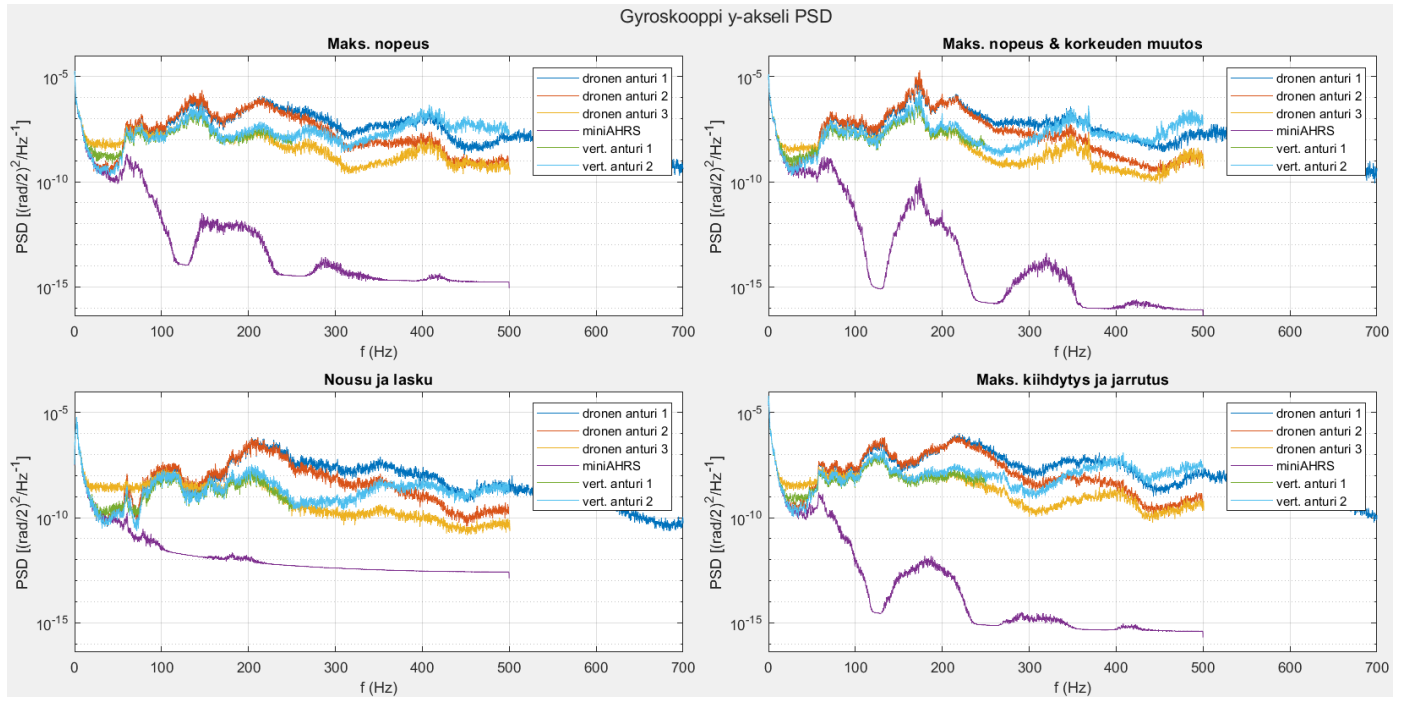 Gyroskooppi y-akseli PSD
Maks. nopeus
PSD [(rad/2)^2/Hz^-1]
10^-5
10^-10
10^-15
dronen anturi 1
dronen anturi 2
dronen anturi 3
miniAHRS
vert. anturi 1
vert. anturi 2
0 100 200 300 400 500 600 700
f (Hz)
Maks. nopeus & korkeuden muutos
PSD [(rad/2)^2/Hz^-1]
10^-5
10^-10
10^-15
dronen anturi 1
dronen anturi 2
dronen anturi 3
miniAHRS
vert. anturi 1
vert. anturi 2
0 100 200 300 400 500 600 700
f (Hz)
Nousu ja lasku
PSD [(rad/2)^2/Hz^-1]
10^-5
10^-10
10^-15
dronen anturi 1
dronen anturi 2
dronen anturi 3
miniAHRS
vert. anturi 1
vert. anturi 2
0 100 200 300 400 500 600 700
f (Hz)
Maks. kiihdytys ja jarrutus
PSD [(rad/2)^2/Hz^-1]
10^-5
10^-10
10^-15
dronen anturi 1
dronen anturi 2
dronen anturi 3
miniAHRS
vert. anturi 1
vert. anturi 2
0 100 200 300 400 500 600 700
f (Hz)